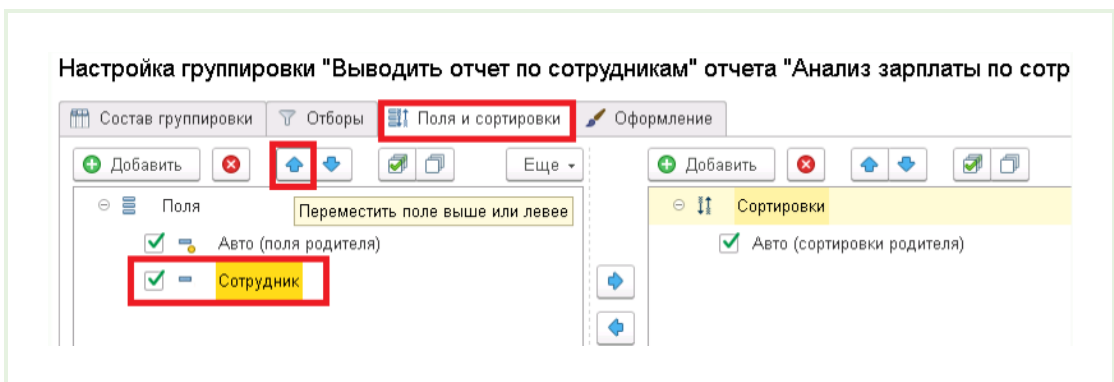 Настройка группировки "Выводить отчет по сотрудникам" отчета "Анализ зарплаты по сотр
Состав группировки Отборы Поля и сортировки Оформление
Добавить Еще Добавить
Поля Переместить поле выше или левее Сортировки
Авто (поля родителя) Авто (сортировки родителя)
Сотрудник